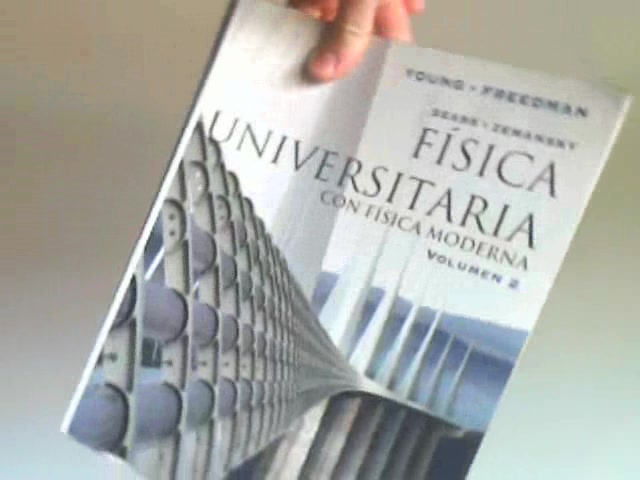 YOUNG • FREEDMAN
SEARS • ZEMANSKY
FÍSICA
UNIVERSITARIA
CON FÍSICA MODERNA
VOLUMEN 2